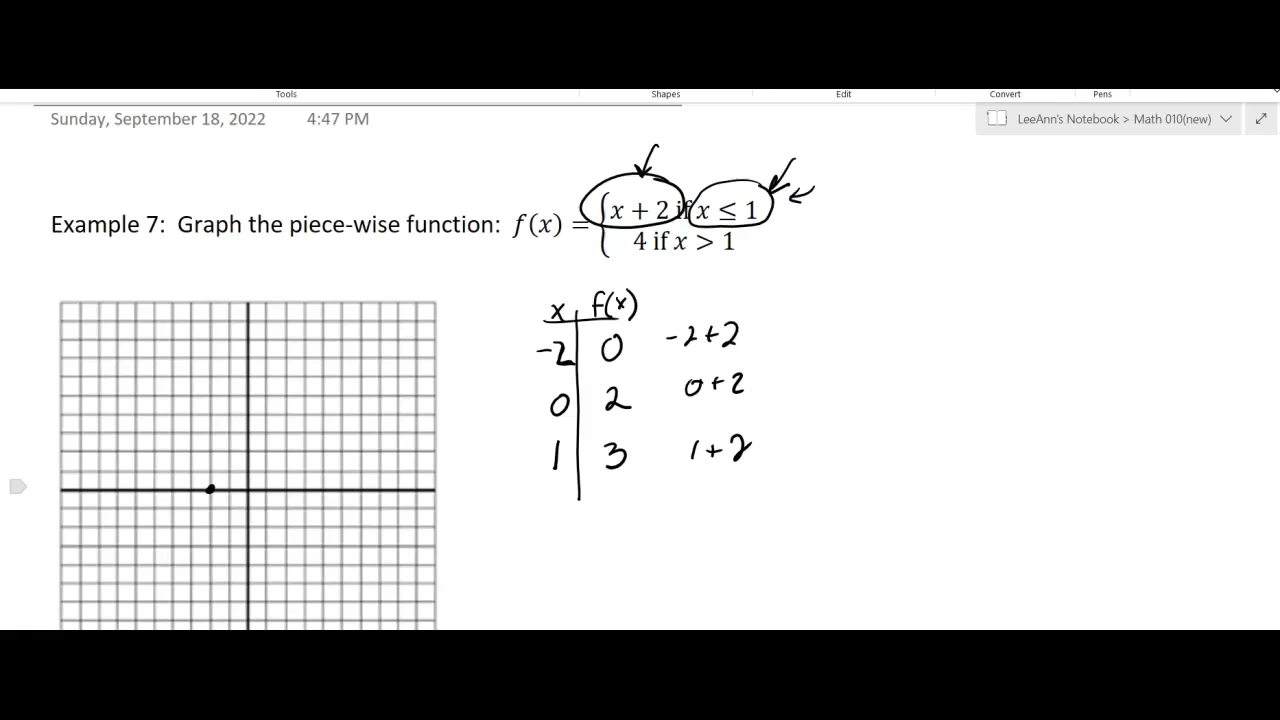 Tools Shapes Edit Convert Pens
Sunday, September 18, 2022 4:47 PM
LeeAnn's Notebook > Math 010(new)
Example 7: Graph the piece-wise function: f(x) = { x + 2 if x ≤ 1
4 if x > 1
x f(x)
-2 0 -2+2
0 2 0+2
1 3 1+2